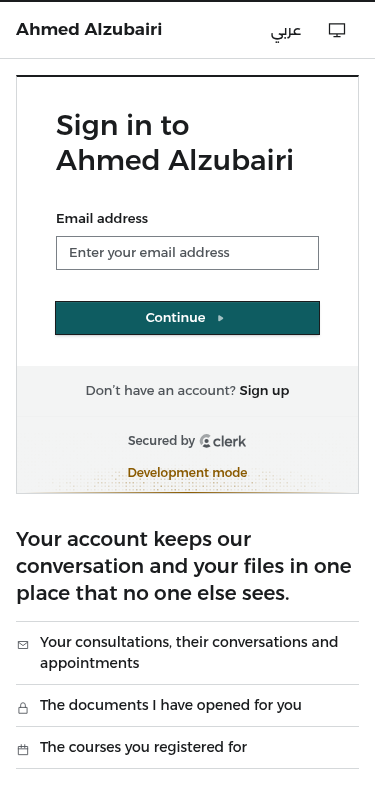 Ahmed Alzubairi
عربي
Sign in to
Ahmed Alzubairi
Email address
Enter your email address
Continue
Don’t have an account? Sign up
Secured by clerk
Development mode
Your account keeps our
conversation and your files in one
place that no one else sees.
Your consultations, their conversations and
appointments
The documents I have opened for you
The courses you registered for